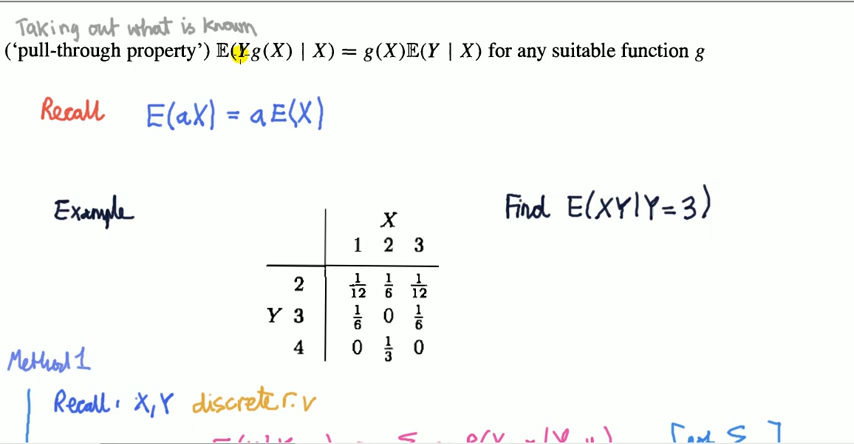 Taking out what is known
('pull-through property') 𝔼(Yg(X) | X) = g(X)𝔼(Y | X) for any suitable function g
Recall E(aX) = a E(X)
Example
Find E(XY|Y=3)
X
1 2 3
2 1/12 1/6 1/12
Y 3 1/6 0 1/6
4 0 1/3 0
Method 1
Recall: X, Y discrete r.v